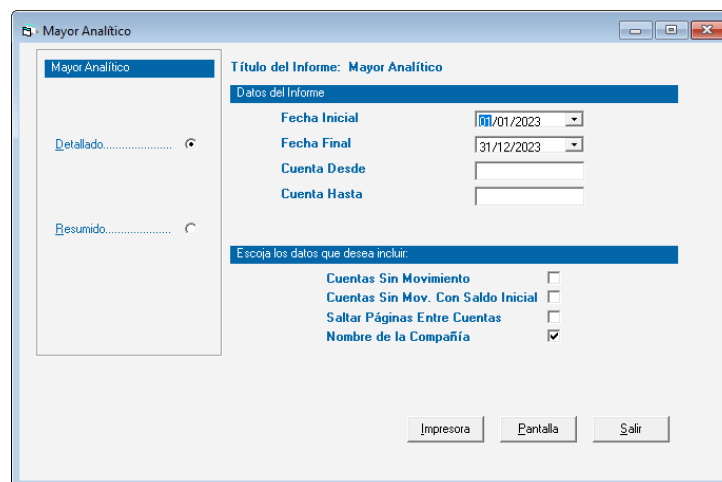 Mayor Analítico
Mayor Analítico
Detallado......................
Resumido.....................
Título del Informe: Mayor Analítico
Datos del Informe
Fecha Inicial 01/01/2023
Fecha Final 31/12/2023
Cuenta Desde
Cuenta Hasta
Escoja los datos que desea incluir:
Cuentas Sin Movimiento
Cuentas Sin Mov. Con Saldo Inicial
Saltar Páginas Entre Cuentas
Nombre de la Compañía
Impresora Pantalla Salir